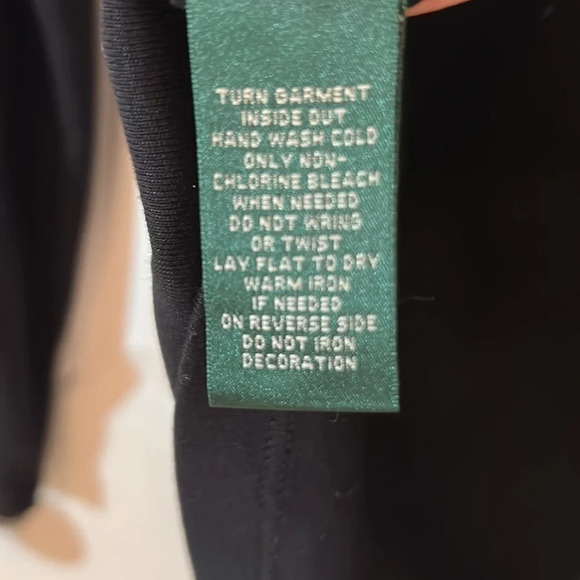 TURN GARMENT
INSIDE OUT
HAND WASH COLD
ONLY NON-
CHLORINE BLEACH
WHEN NEEDED
DO NOT WRING
OR TWIST
LAY FLAT TO DRY
WARM IRON
IF NEEDED
ON REVERSE SIDE
DO NOT IRON
DECORATION